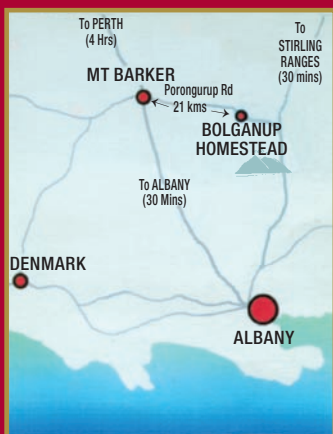 To PERTH
(4 Hrs)
To
STIRLING
RANGES
(30 mins)
MT BARKER
Porongurup Rd
21 kms
BOLGANUP
HOMESTEAD
To ALBANY
(30 Mins)
DENMARK
ALBANY